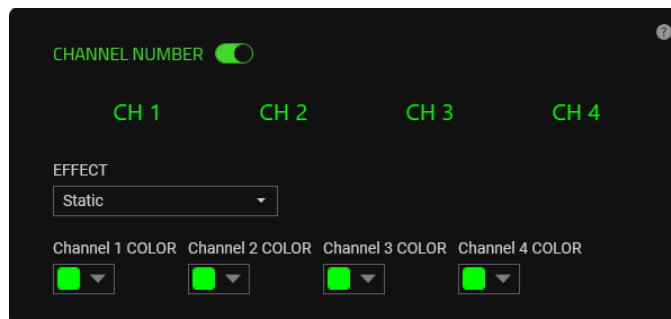 ?
CHANNEL NUMBER
CH 1 CH 2 CH 3 CH 4
EFFECT
Static
Channel 1 COLOR Channel 2 COLOR Channel 3 COLOR Channel 4 COLOR